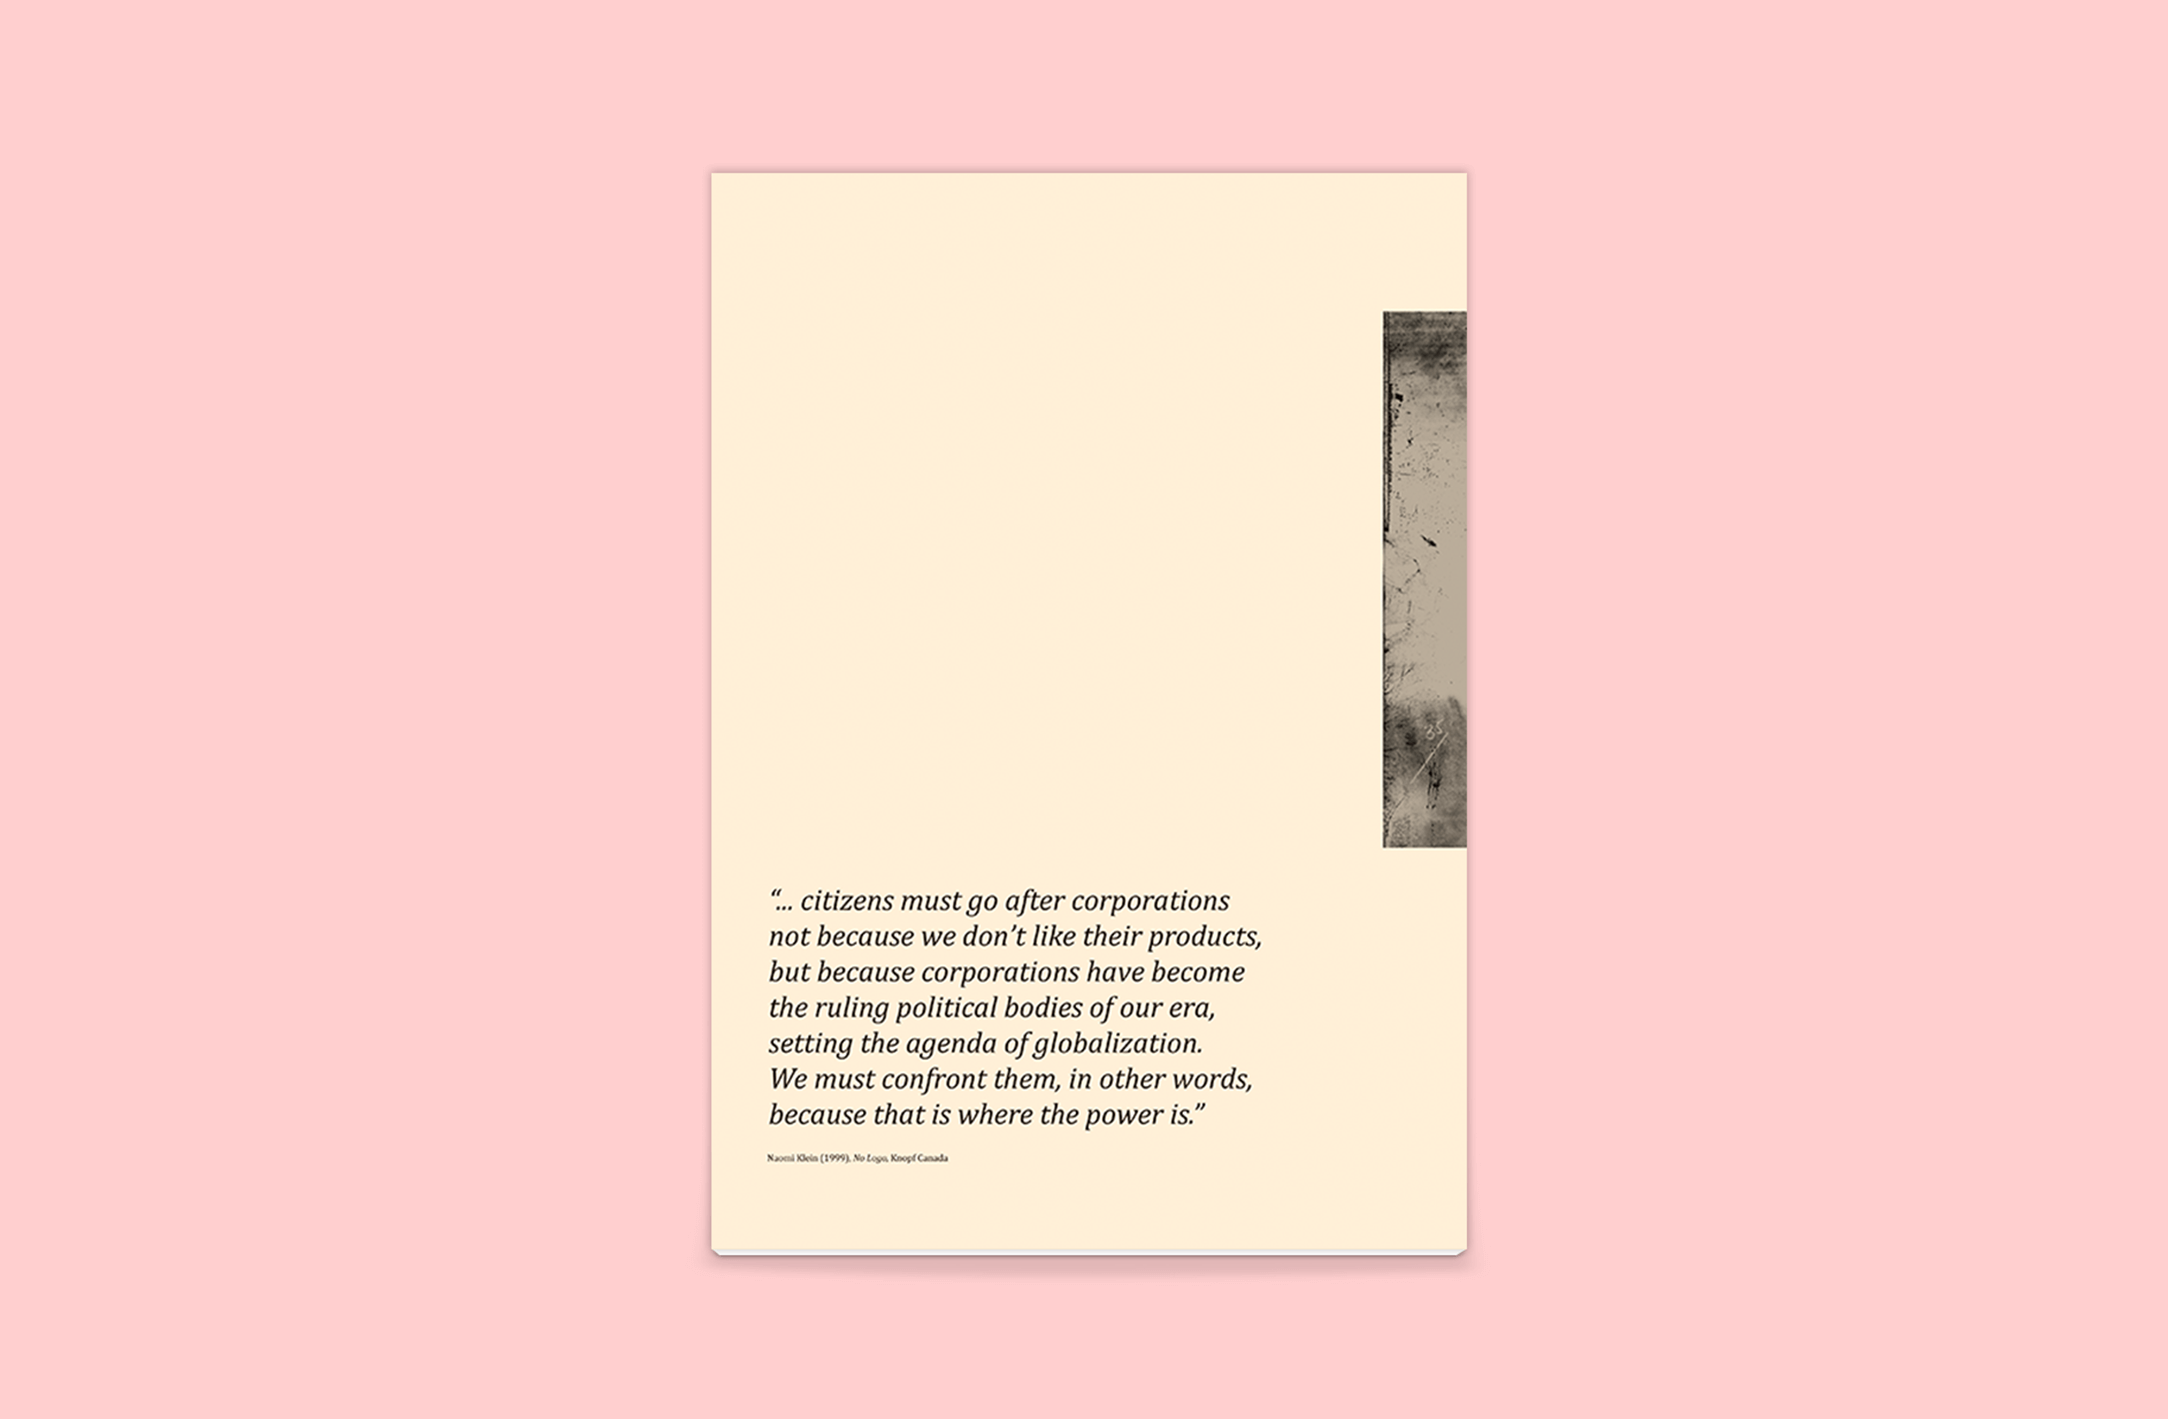 35
“... citizens must go after corporations
not because we don’t like their products,
but because corporations have become
the ruling political bodies of our era,
setting the agenda of globalization.
We must confront them, in other words,
because that is where the power is.”
Naomi Klein (1999), No Logo, Knopf Canada